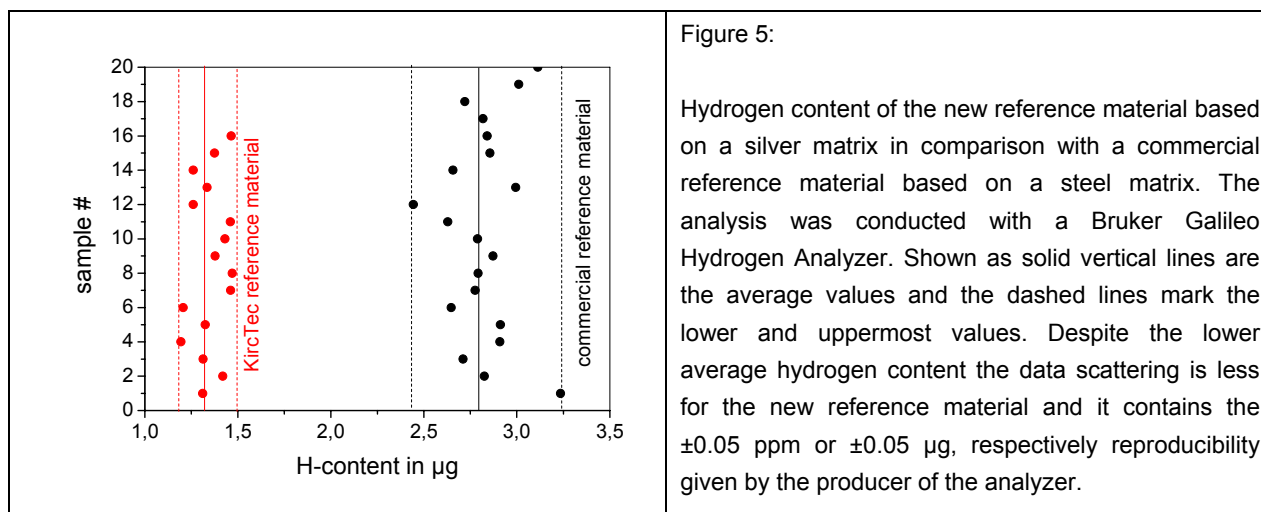 20
18
16
14
12
10
8
6
4
2
0
sample #
1,0 1,5 2,0 2,5 3,0 3,5
H-content in µg
KircTec reference material
commercial reference material
Figure 5:
Hydrogen content of the new reference material based
on a silver matrix in comparison with a commercial
reference material based on a steel matrix. The
analysis was conducted with a Bruker Galileo
Hydrogen Analyzer. Shown as solid vertical lines are
the average values and the dashed lines mark the
lower and uppermost values. Despite the lower
average hydrogen content the data scattering is less
for the new reference material and it contains the
±0.05 ppm or ±0.05 µg, respectively reproducibility
given by the producer of the analyzer.